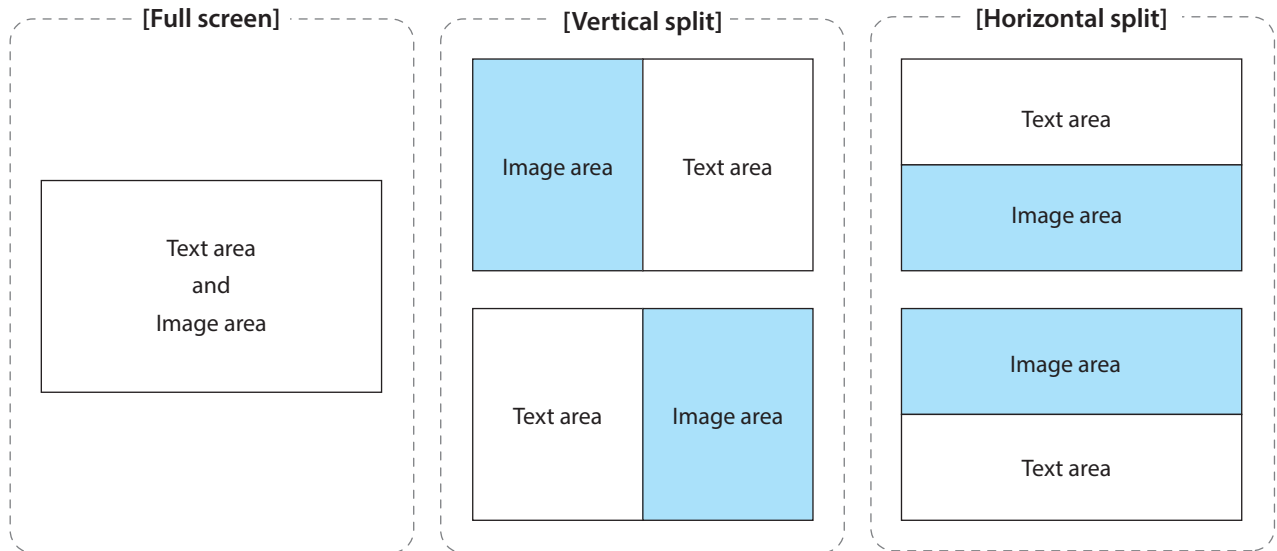 [Full screen]
Text area
and
Image area
[Vertical split]
Image area
Text area
Text area
Image area
[Horizontal split]
Text area
Image area
Image area
Text area